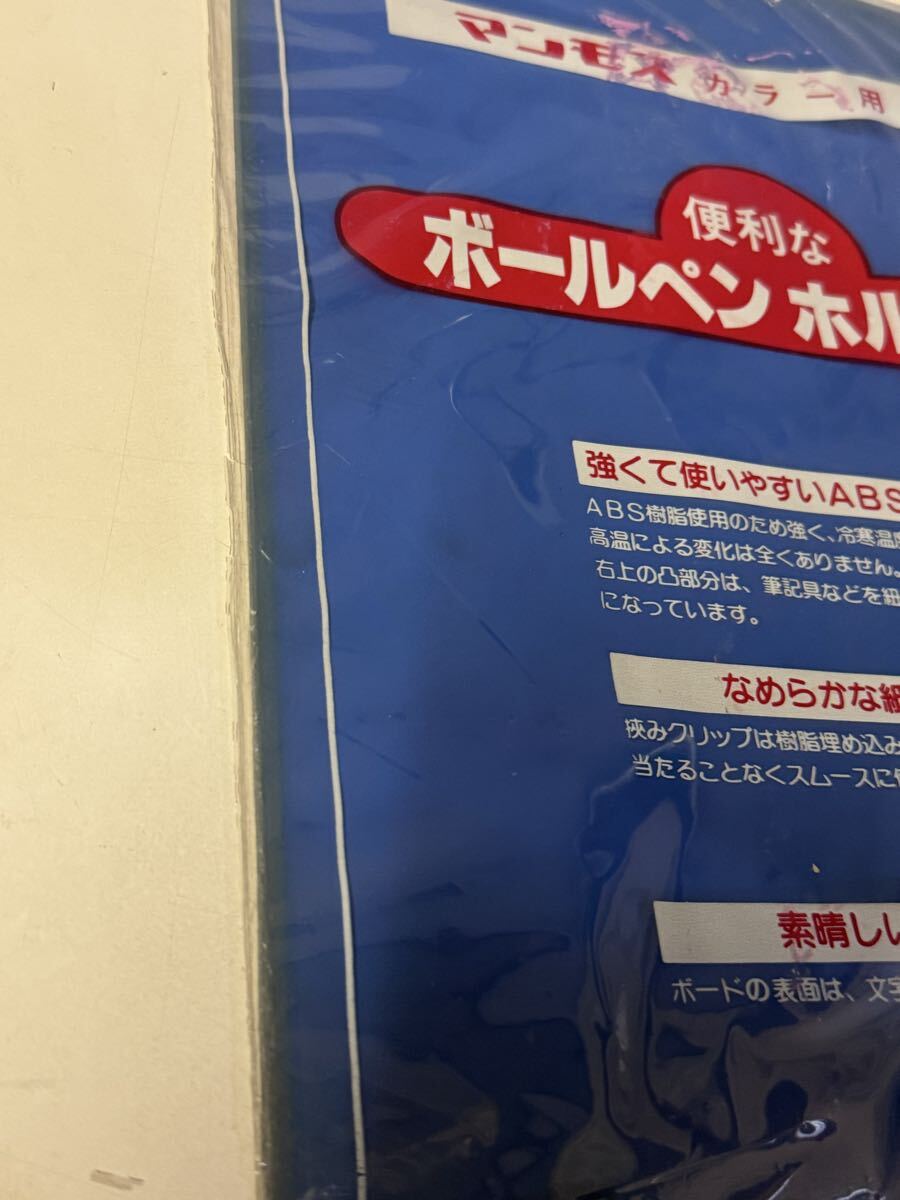 マンモスカラー用
便利な
ボールペン ホル
強くて使いやすいABS
ABS樹脂使用のため強く、冷寒温度
高温による変化は全くありません。
右上の凸部分は、筆記具などを紐
になっています。
なめらかな細
挾みクリップは樹脂埋め込み
当たることなくスムースに
素晴しい
ボードの表面は、文字